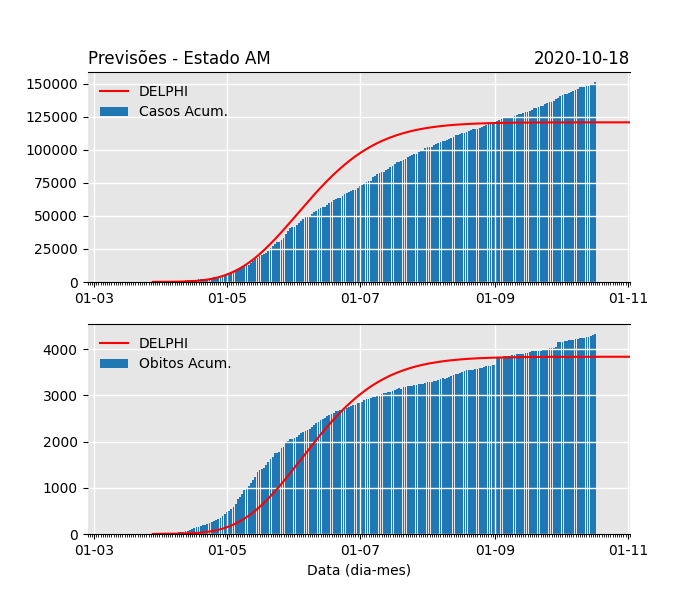 Previsões - Estado AM 2020-10-18
150000
125000
100000
75000
50000
25000
0
DELPHI
Casos Acum.
01-03 01-05 01-07 01-09 01-11
4000
3000
2000
1000
0
DELPHI
Obitos Acum.
01-03 01-05 01-07 01-09 01-11
Data (dia-mes)